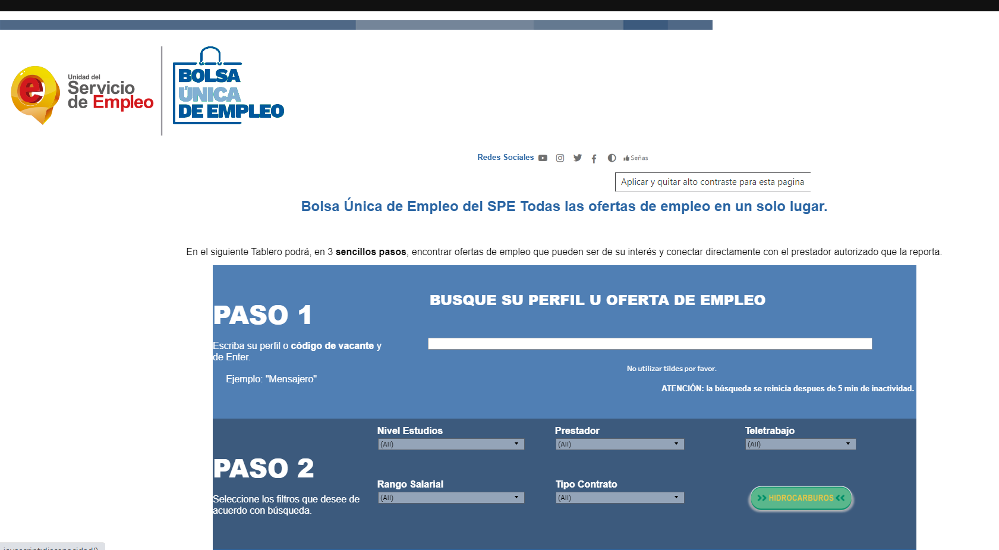 Unidad del
Servicio
de Empleo
BOLSA
ÚNICA
DE EMPLEO
Redes Sociales
Señas
Aplicar y quitar alto contraste para esta pagina
Bolsa Única de Empleo del SPE Todas las ofertas de empleo en un solo lugar.
En el siguiente Tablero podrá, en 3 sencillos pasos, encontrar ofertas de empleo que pueden ser de su interés y conectar directamente con el prestador autorizado que la reporta.
PASO 1
Escriba su perfil o código de vacante y
de Enter.
Ejemplo: "Mensajero"
BUSQUE SU PERFIL U OFERTA DE EMPLEO
No utilizar tildes por favor.
ATENCIÓN: la búsqueda se reinicia despues de 5 min de inactividad.
PASO 2
Seleccione los filtros que desee de
acuerdo con búsqueda.
Nivel Estudios
(All)
Prestador
(All)
Teletrabajo
(All)
Rango Salarial
(All)
Tipo Contrato
(All)
>> HIDROCARBUROS <<